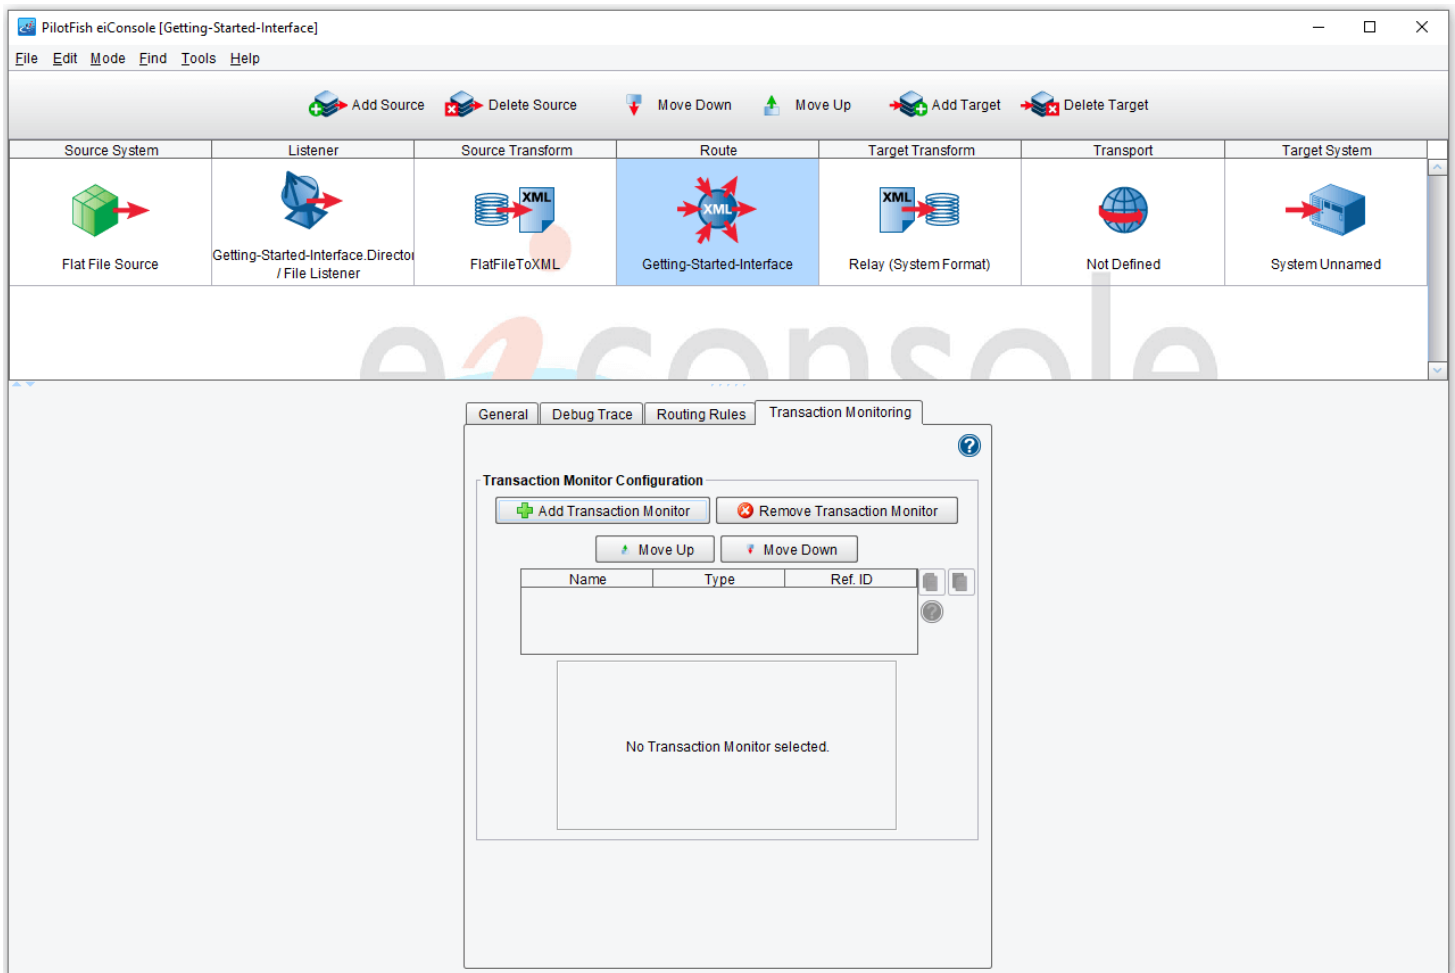 PilotFish eiConsole [Getting-Started-Interface]
File Edit Mode Find Tools Help
Add Source Delete Source Move Down Move Up Add Target Delete Target
Source System Listener Source Transform Route Target Transform Transport Target System
XML XML XML
Flat File Source Getting-Started-Interface.Director / File Listener FlatFileToXML Getting-Started-Interface Relay (System Format) Not Defined System Unnamed
eiconsole
General Debug Trace Routing Rules Transaction Monitoring
?
Transaction Monitor Configuration
Add Transaction Monitor Remove Transaction Monitor
Move Up Move Down
Name Type Ref. ID
?
No Transaction Monitor selected.